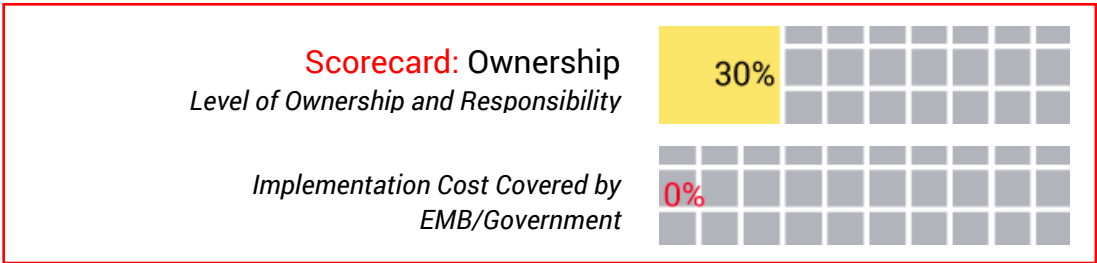 Scorecard: Ownership
Level of Ownership and Responsibility
30%
Implementation Cost Covered by
EMB/Government
0%